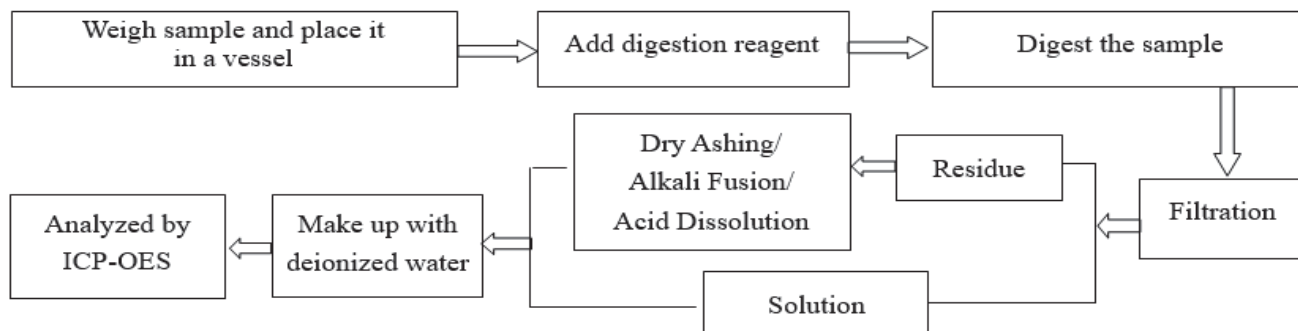 Weigh sample and place it
in a vessel
Add digestion reagent
Digest the sample
Filtration
Residue
Dry Ashing/
Alkali Fusion/
Acid Dissolution
Solution
Make up with
deionized water
Analyzed by
ICP-OES